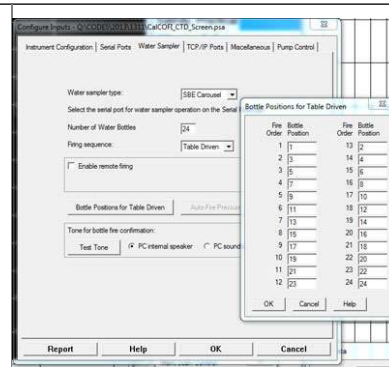 Configure Inputs - Q:\CODES\2013\1311\CalCOFI_CTD_Screen.psa
Instrument Configuration | Serial Ports | Water Sampler | TCP/IP Ports | Miscellaneous | Pump Control
Water sampler type: SBE Carousel
Select the serial port for water sampler operation on the Serial
Number of Water Bottles 24
Firing sequence: Table Driven
Enable remote firing
Bottle Positions for Table Driven Auto-Fire Pressu
Tone for bottle fire confirmation:
Test Tone PC internal speaker PC sound
Report Help OK Cancel
Bottle Positions for Table Driven
Fire Bottle Fire Bottle
Order Position Order Position
1 1 13 2
2 3 14 4
3 5 15 6
4 7 16 8
5 9 17 10
6 11 18 12
7 13 19 14
8 15 20 16
9 17 21 18
10 19 22 20
11 21 23 22
12 23 24 24
OK Cancel Help